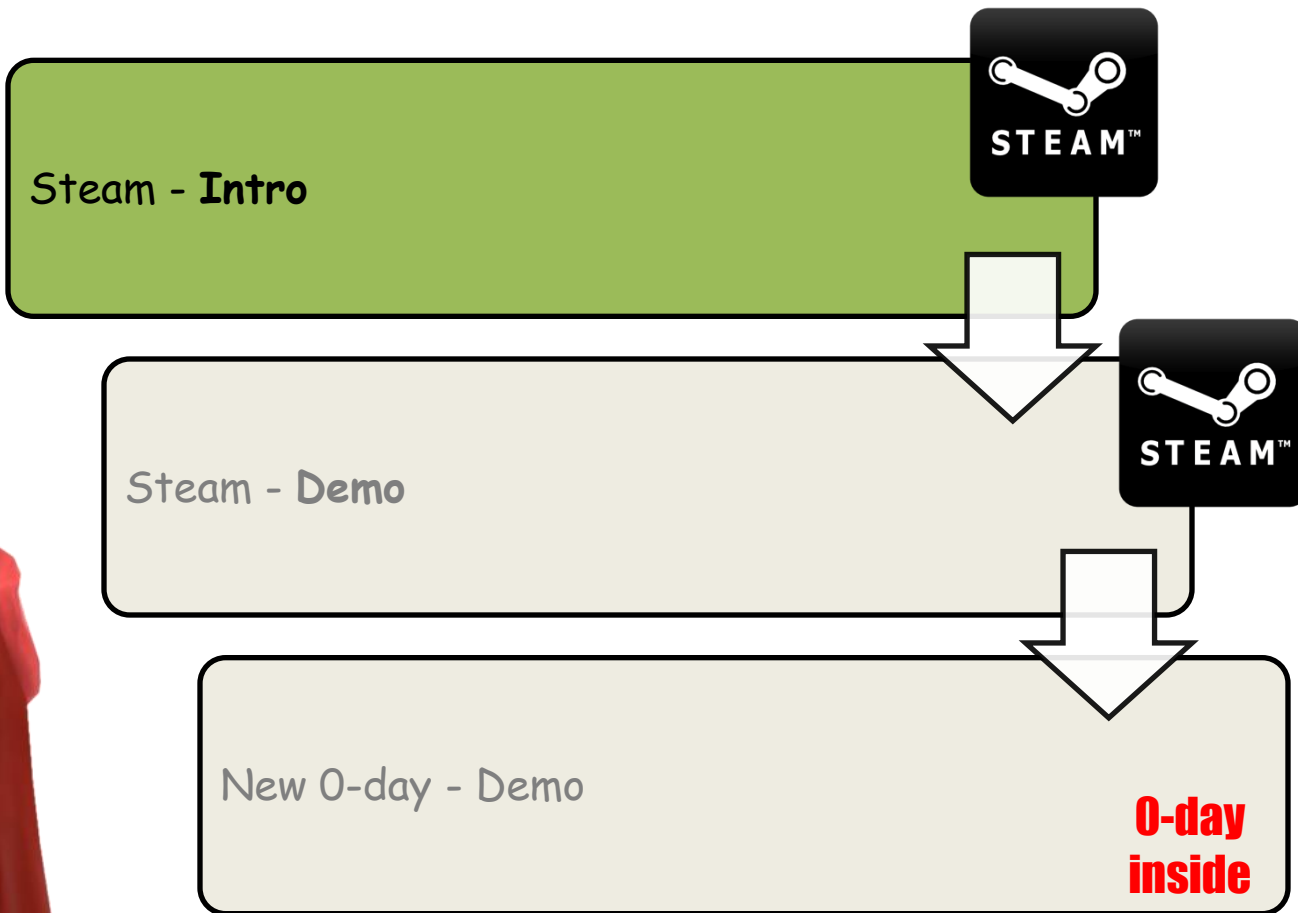 STEAM™
Steam - Intro
STEAM™
Steam - Demo
New 0-day - Demo
0-day
inside